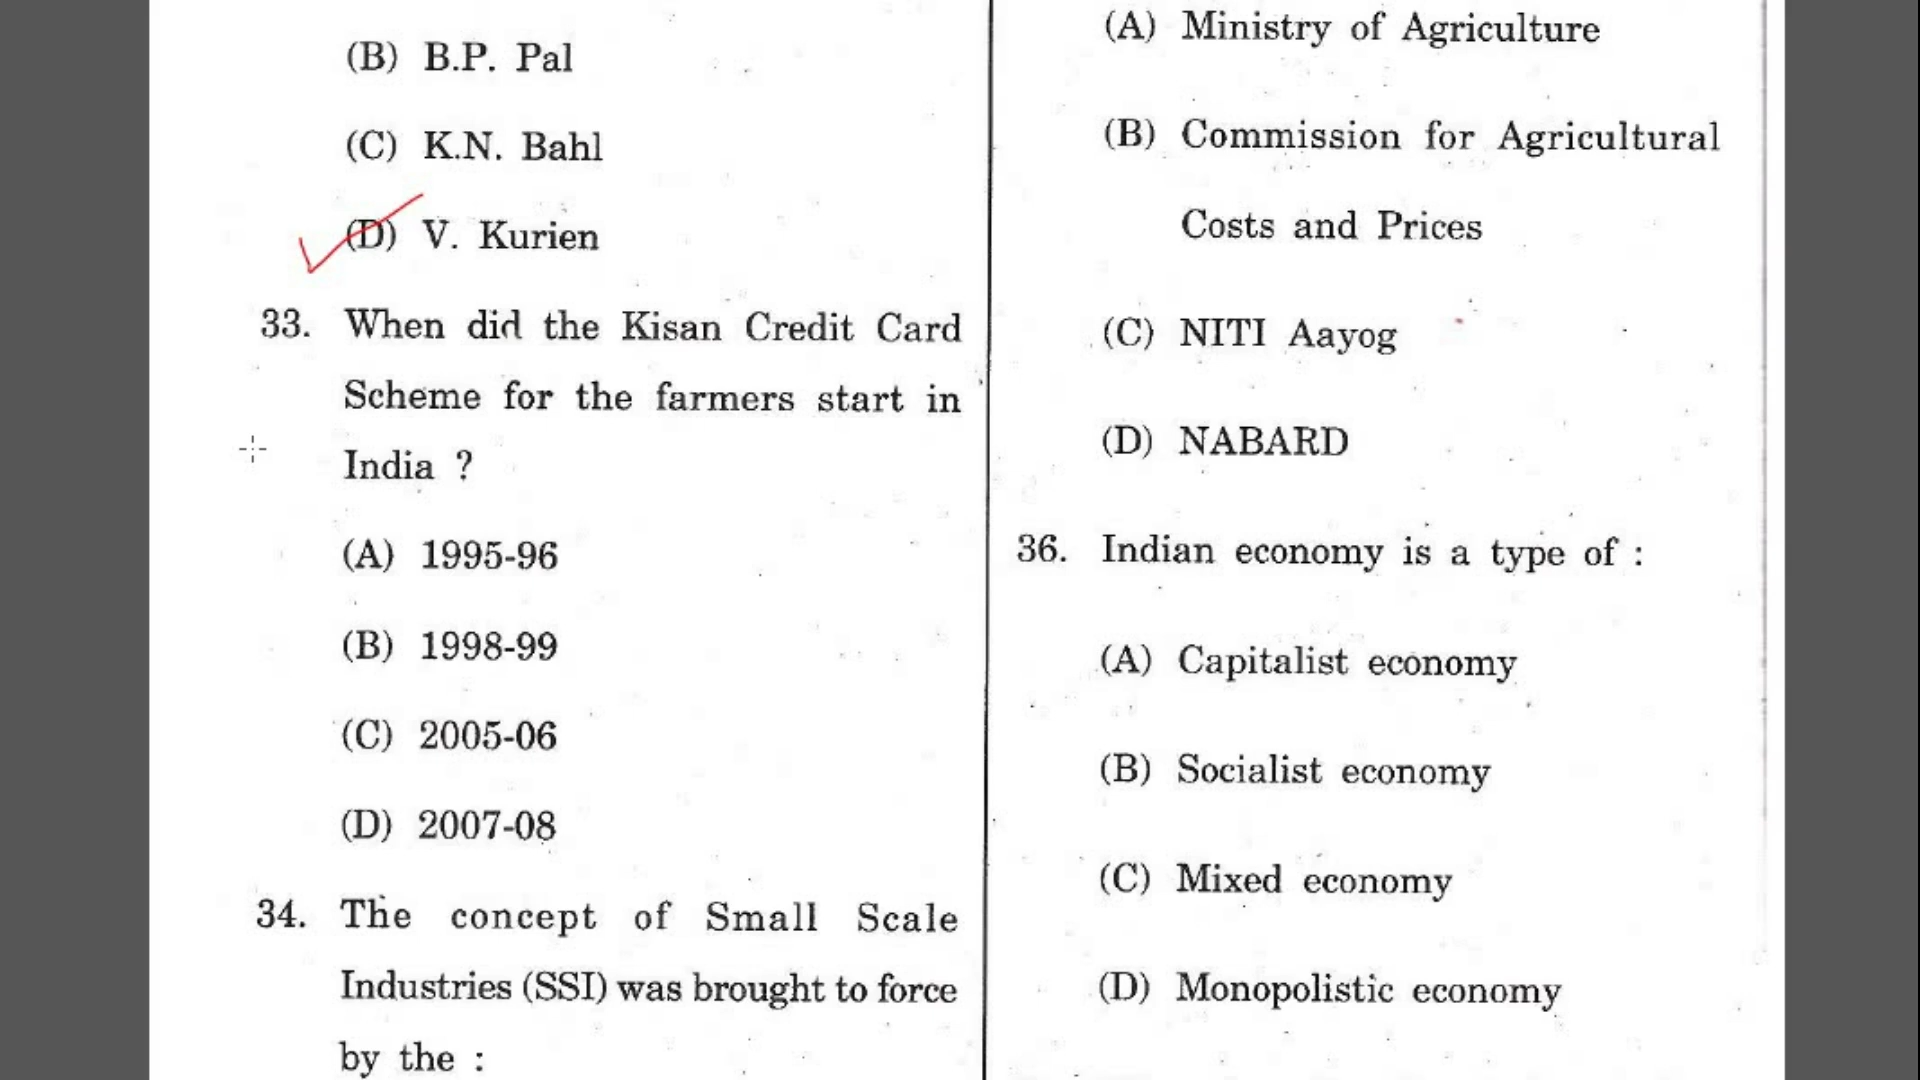 (B) B.P. Pal
(C) K.N. Bahl
(D) V. Kurien
33. When did the Kisan Credit Card
Scheme for the farmers start in
India ?
(A) 1995-96
(B) 1998-99
(C) 2005-06
(D) 2007-08
34. The concept of Small Scale
Industries (SSI) was brought to force
by the :
(A) Ministry of Agriculture
(B) Commission for Agricultural
Costs and Prices
(C) NITI Aayog
(D) NABARD
36. Indian economy is a type of :
(A) Capitalist economy
(B) Socialist economy
(C) Mixed economy
(D) Monopolistic economy